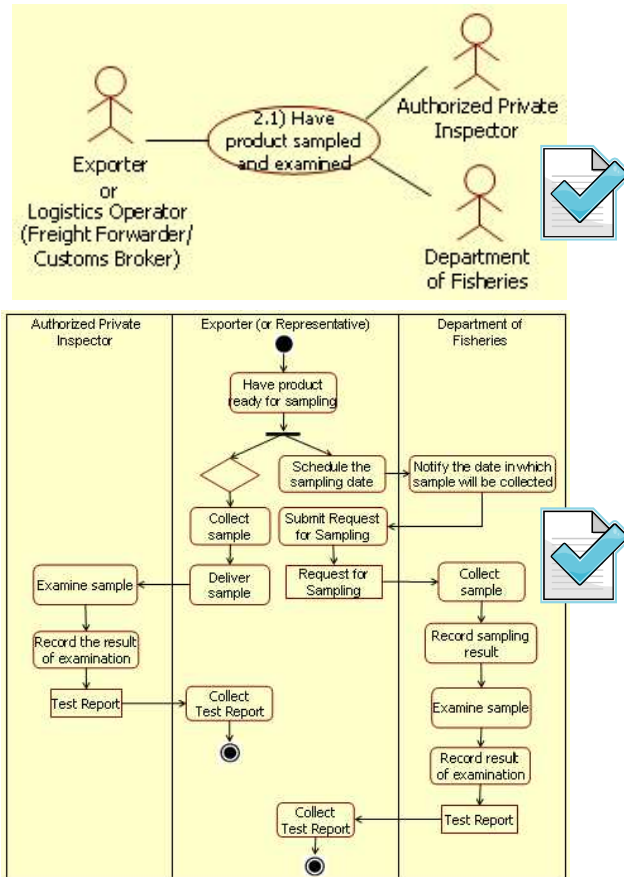 2.1) Have
product sampled
and examined
Exporter
or
Logistics Operator
(Freight Forwarder/
Customs Broker)
Authorized Private
Inspector
Department
of Fisheries
Authorized Private
Inspector
Exporter (or Representative)
Department of
Fisheries
Have product
ready for sampling
Schedule the
sampling date
Notify the date in which
sample will be collected
Collect
sample
Submit Request
for Sampling
Deliver
sample
Request for
Sampling
Examine sample
Collect
sample
Record the result
of examination
Record sampling
result
Test Report
Collect
Test Report
Examine sample
Record result
of examination
Collect
Test Report
Test Report